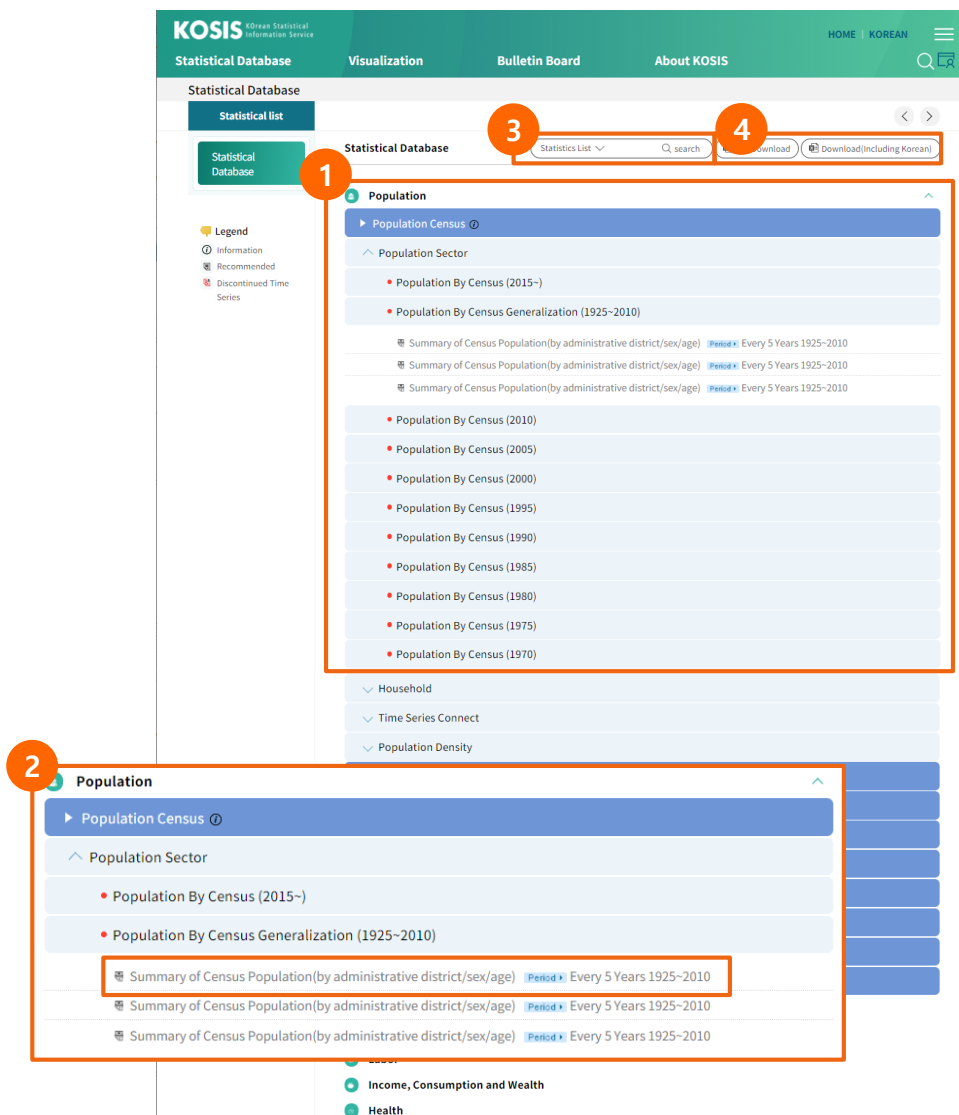 KOSIS KOrean Statistical Information Service
HOME | KOREAN
Statistical Database Visualization Bulletin Board About KOSIS
Statistical Database
Statistical list
3
4
Statistical Database
Statistics List
search
Download
Download(Including Korean)
Statistical
Database
1
Population
Population Census
Legend
Information
Recommended
Discontinued Time
Series
Population Sector
Population By Census (2015~)
Population By Census Generalization (1925~2010)
Summary of Census Population(by administrative district/sex/age) Period Every 5 Years 1925~2010
Summary of Census Population(by administrative district/sex/age) Period Every 5 Years 1925~2010
Summary of Census Population(by administrative district/sex/age) Period Every 5 Years 1925~2010
Population By Census (2010)
Population By Census (2005)
Population By Census (2000)
Population By Census (1995)
Population By Census (1990)
Population By Census (1985)
Population By Census (1980)
Population By Census (1975)
Population By Census (1970)
Household
Time Series Connect
Population Density
2
Population
Population Census
Population Sector
Population By Census (2015~)
Population By Census Generalization (1925~2010)
Summary of Census Population(by administrative district/sex/age) Period Every 5 Years 1925~2010
Summary of Census Population(by administrative district/sex/age) Period Every 5 Years 1925~2010
Summary of Census Population(by administrative district/sex/age) Period Every 5 Years 1925~2010
Income, Consumption and Wealth
Health